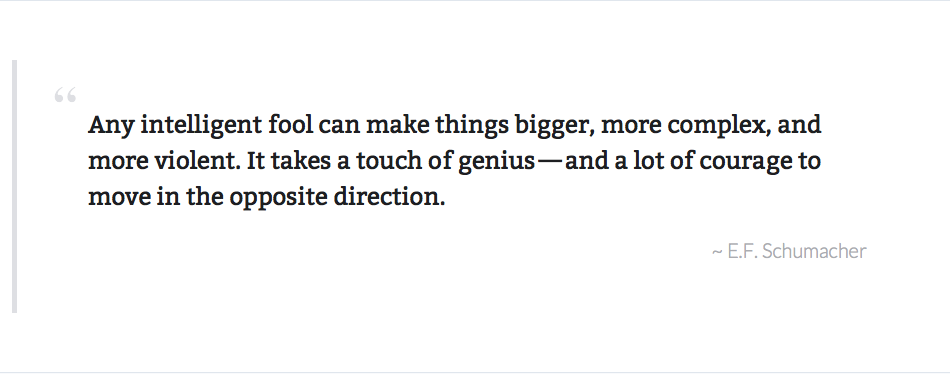 “
Any intelligent fool can make things bigger, more complex, and
more violent. It takes a touch of genius—and a lot of courage to
move in the opposite direction.
~ E.F. Schumacher